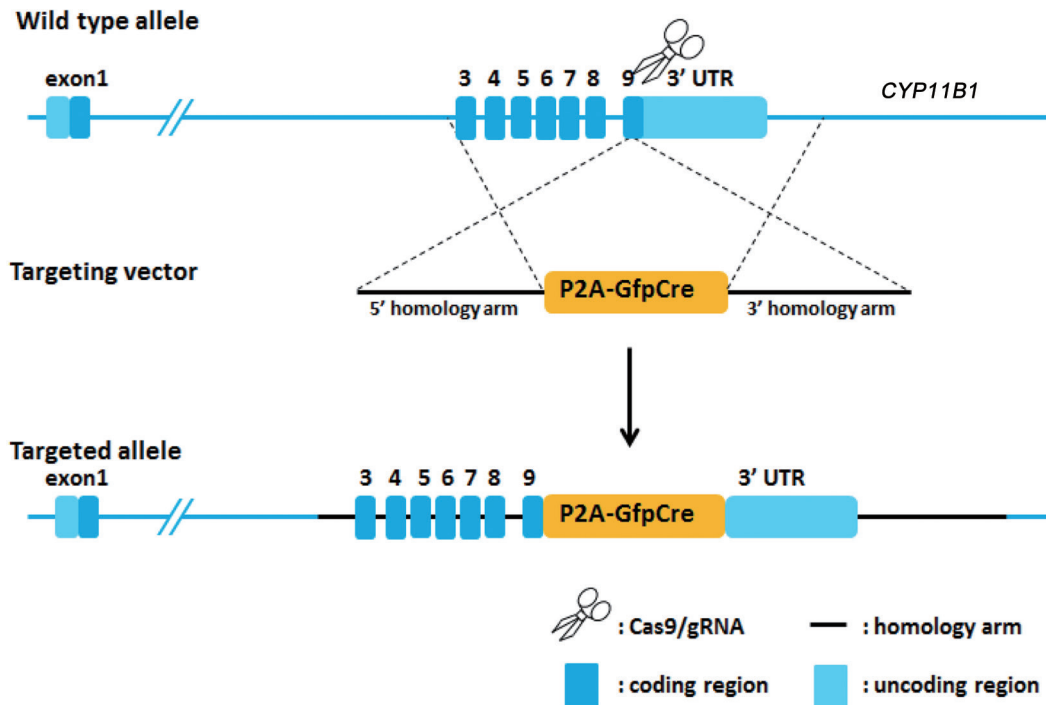 Wild type allele
exon1
3 4 5 6 7 8 9 3' UTR
CYP11B1
Targeting vector
P2A-GfpCre
5' homology arm
3' homology arm
Targeted allele
exon1
3 4 5 6 7 8 9 3' UTR
P2A-GfpCre
: Cas9/gRNA
: homology arm
: coding region
: uncoding region